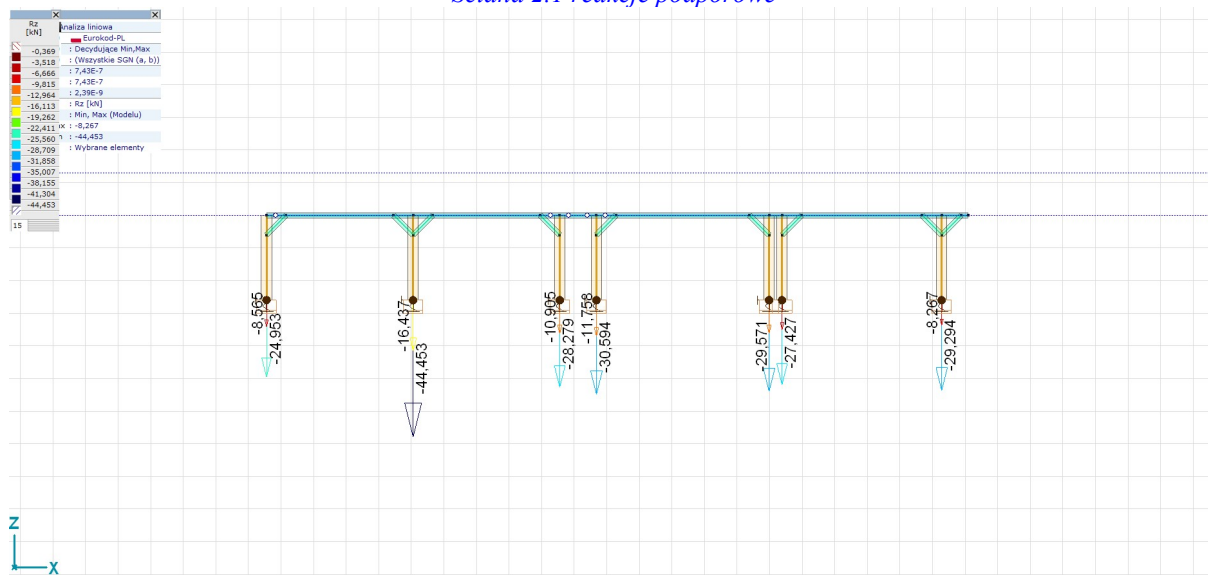 Rz
[kN]
-0,369
-3,518
-6,666
-9,815
-12,964
-16,113
-19,262
-22,411
-25,560
-28,709
-31,858
-35,007
-38,155
-41,304
-44,453
15
Analiza liniowa
Eurokod-PL
: Decydujące Min,Max
: (Wszystkie SGN (a, b))
: 7,43E-7
: 7,43E-7
: 2,39E-9
: Rz [kN]
: Min, Max (Modelu)
: -8,267
: -44,453
: Wybrane elementy
-8,565
-24,953
-16,437
-44,453
-10,905
-28,279
-11,758
-30,594
-29,571
-27,427
-8,267
-29,294
Z
X